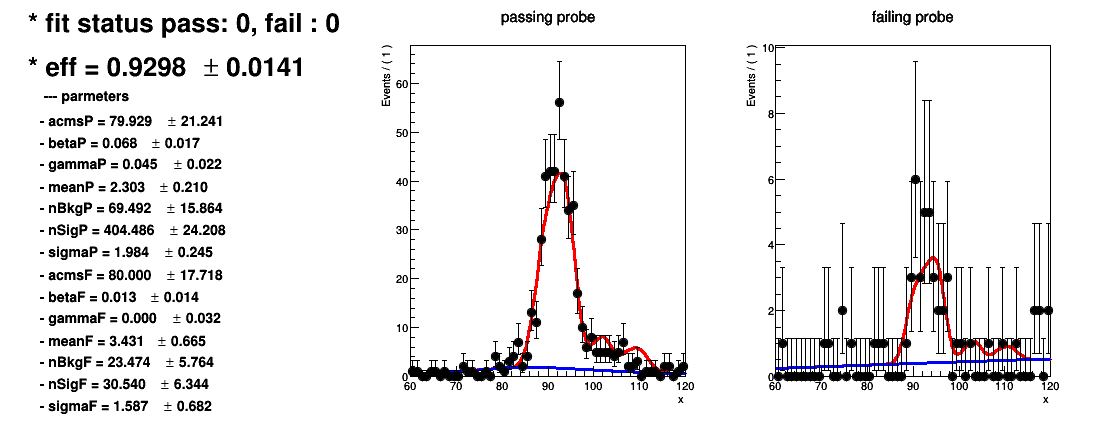 * fit status pass: 0, fail : 0
* eff = 0.9298 ± 0.0141
--- parmeters
- acmsP = 79.929 ± 21.241
- betaP = 0.068 ± 0.017
- gammaP = 0.045 ± 0.022
- meanP = 2.303 ± 0.210
- nBkgP = 69.492 ± 15.864
- nSigP = 404.486 ± 24.208
- sigmaP = 1.984 ± 0.245
- acmsF = 80.000 ± 17.718
- betaF = 0.013 ± 0.014
- gammaF = 0.000 ± 0.032
- meanF = 3.431 ± 0.665
- nBkgF = 23.474 ± 5.764
- nSigF = 30.540 ± 6.344
- sigmaF = 1.587 ± 0.682
passing probe
Events / ( 1 )
60
50
40
30
20
10
0
60 70 80 90 100 110 120
x
failing probe
Events / ( 1 )
10
8
6
4
2
0
60 70 80 90 100 110 120
x